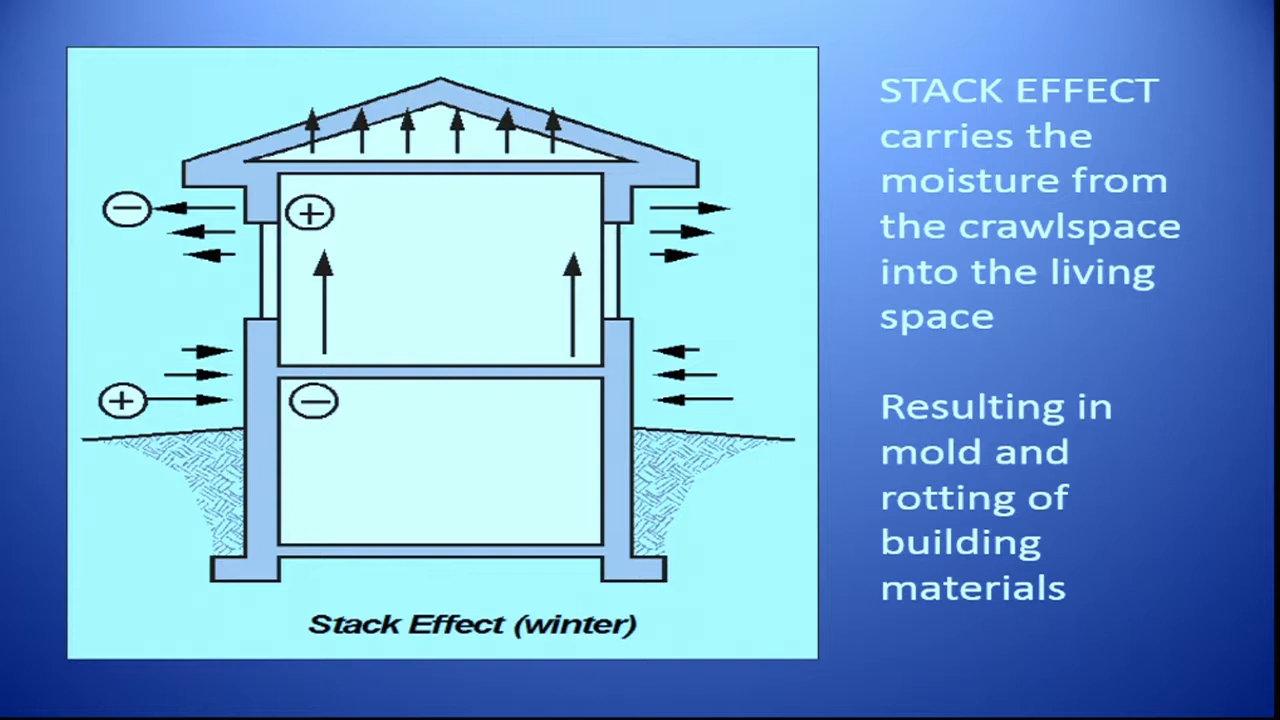 STACK EFFECT
carries the
moisture from
the crawlspace
into the living
space
Resulting in
mold and
rotting of
building
materials
Stack Effect (winter)